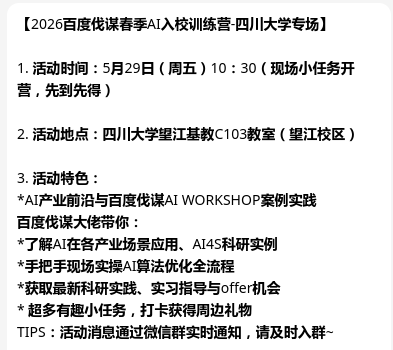 【2026百度伐谋春季AI入校训练营-四川大学专场】
1. 活动时间：5月29日（周五）10：30（现场小任务开
营，先到先得）
2. 活动地点：四川大学望江基教C103教室（望江校区）
3. 活动特色：
*AI产业前沿与百度伐谋AI WORKSHOP案例实践
百度伐谋大佬带你：
*了解AI在各产业场景应用、AI4S科研实例
*手把手现场实操AI算法优化全流程
*获取最新科研实践、实习指导与offer机会
* 超多有趣小任务，打卡获得周边礼物
TIPS：活动消息通过微信群实时通知，请及时入群~